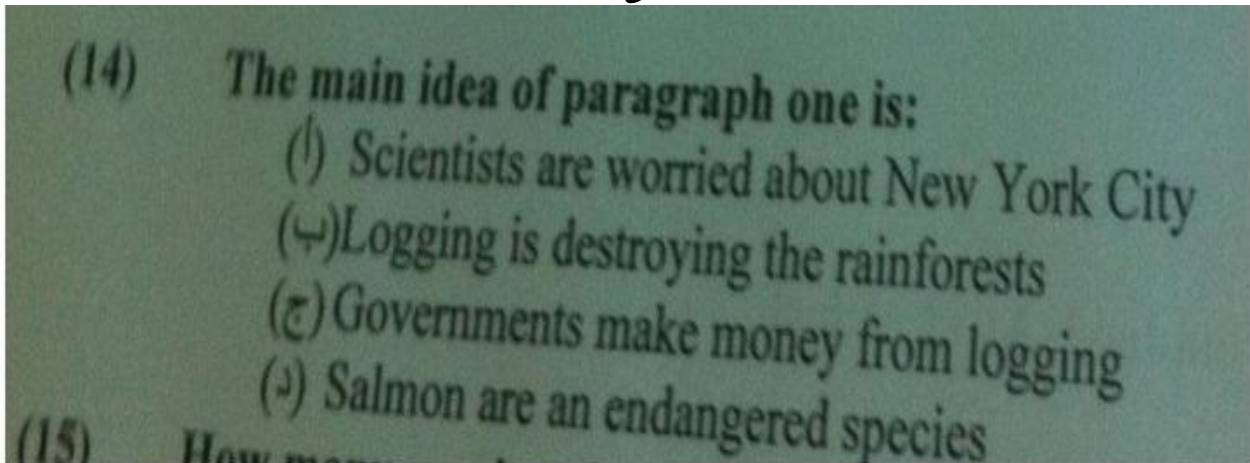 (14) The main idea of paragraph one is:
(أ) Scientists are worried about New York City
(ب) Logging is destroying the rainforests
(ج) Governments make money from logging
(د) Salmon are an endangered species
(15) How